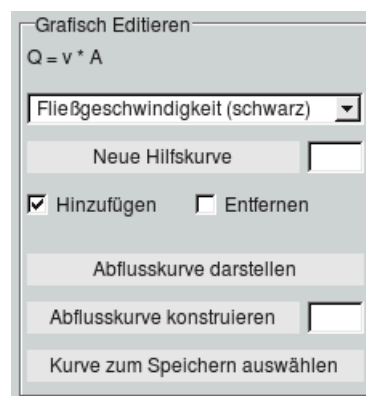 Grafisch Editieren
Q = v * A
Fließgeschwindigkeit (schwarz)
Neue Hilfskurve
Hinzufügen Entfernen
Abflusskurve darstellen
Abflusskurve konstruieren
Kurve zum Speichern auswählen